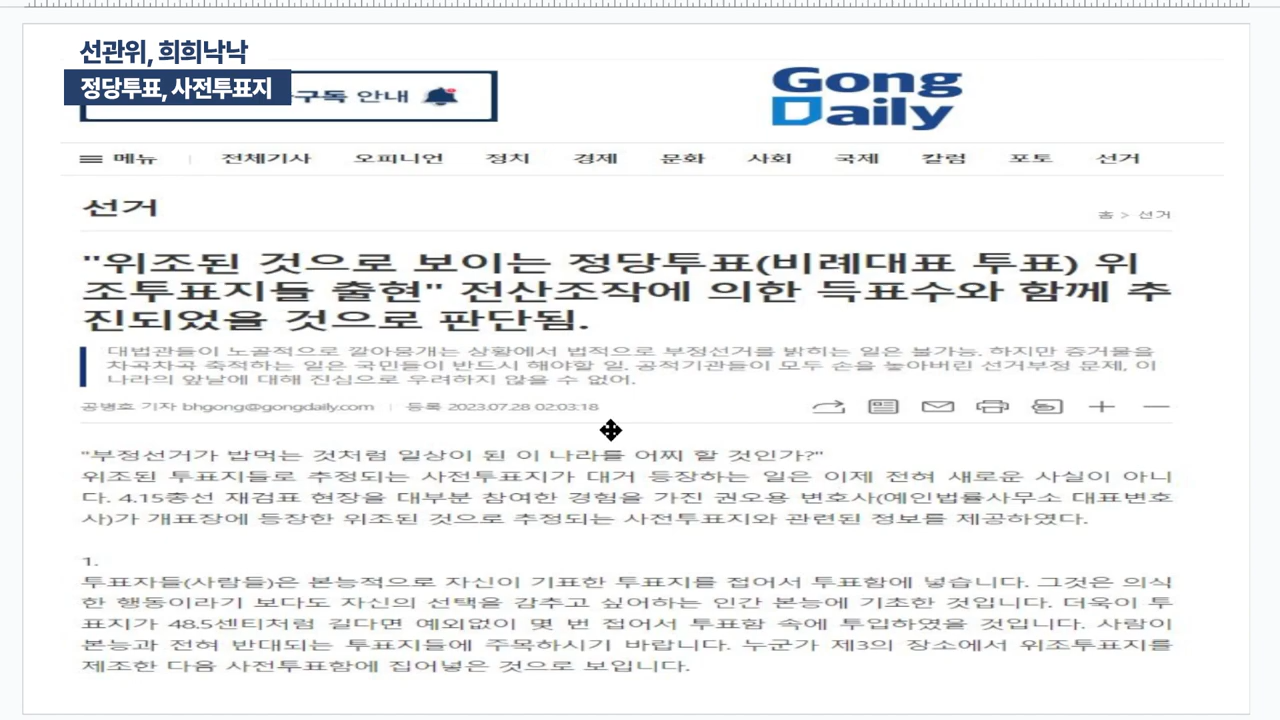 선관위, 희희낙낙
정당투표, 사전투표지
구독 안내
Gong
Daily
메뉴 전체기사 오피니언 정치 경제 문화 사회 국제 칼럼 포토 선거
선거
홈 > 선거
"위조된 것으로 보이는 정당투표(비례대표 투표) 위
조투표지들 출현" 전산조작에 의한 득표수와 함께 추
진되었을 것으로 판단됨.
대법관들이 노골적으로 깔아뭉개는 상황에서 법적으로 부정선거를 밝히는 일은 불가능. 하지만 증거물을
차곡차곡 축적하는 일은 국민들이 반드시 해야할 일. 공적기관들이 모두 손을 놓아버린 선거부정 문제, 이
나라의 앞날에 대해 진심으로 우려하지 않을 수 없어.
공병호 기자 bhgong@gongdaily.com | 등록 2023.07.28 02:03:18
"부정선거가 밥먹는 것처럼 일상이 된 이 나라를 어찌 할 것인가?"
위조된 투표지들로 추정되는 사전투표지가 대거 등장하는 일은 이제 전혀 새로운 사실이 아니
다. 4.15총선 재검표 현장을 대부분 참여한 경험을 가진 권오용 변호사(예인법률사무소 대표변호
사)가 개표장에 등장한 위조된 것으로 추정되는 사전투표지와 관련된 정보를 제공하였다.
1.
투표자들(사람들)은 본능적으로 자신이 기표한 투표지를 접어서 투표함에 넣습니다. 그것은 의식
한 행동이라기 보다도 자신의 선택을 감추고 싶어하는 인간 본능에 기초한 것입니다. 더욱이 투
표지가 48.5센티처럼 길다면 예외없이 몇 번 접어서 투표함 속에 투입하였을 것입니다. 사람이
본능과 전혀 반대되는 투표지들에 주목하시기 바랍니다. 누군가 제3의 장소에서 위조투표지를
제조한 다음 사전투표함에 집어넣은 것으로 보입니다.